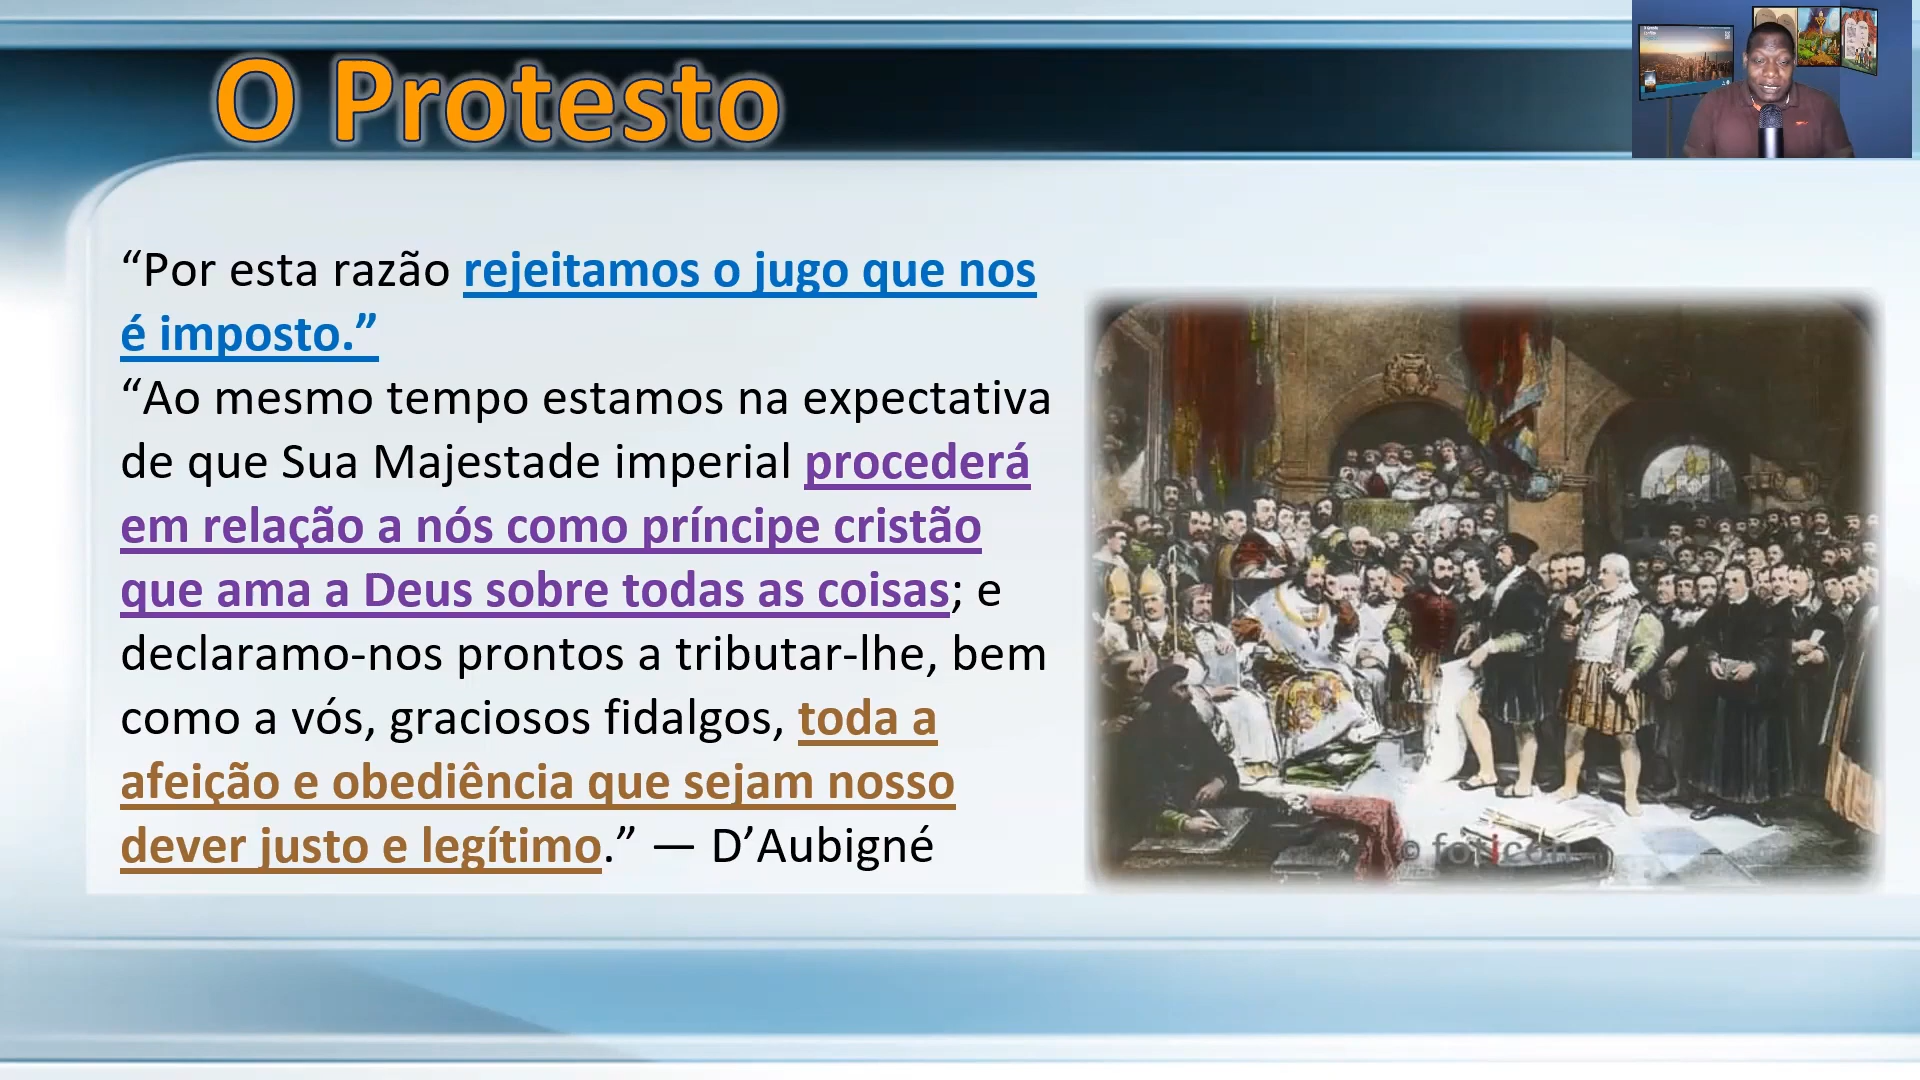 O Protesto
“Por esta razão rejeitamos o jugo que nos
é imposto.”
“Ao mesmo tempo estamos na expectativa
de que Sua Majestade imperial procederá
em relação a nós como príncipe cristão
que ama a Deus sobre todas as coisas; e
declaramo-nos prontos a tributar-lhe, bem
como a vós, graciosos fidalgos, toda a
afeição e obediência que sejam nosso
dever justo e legítimo.” — D’Aubigné
© foticon